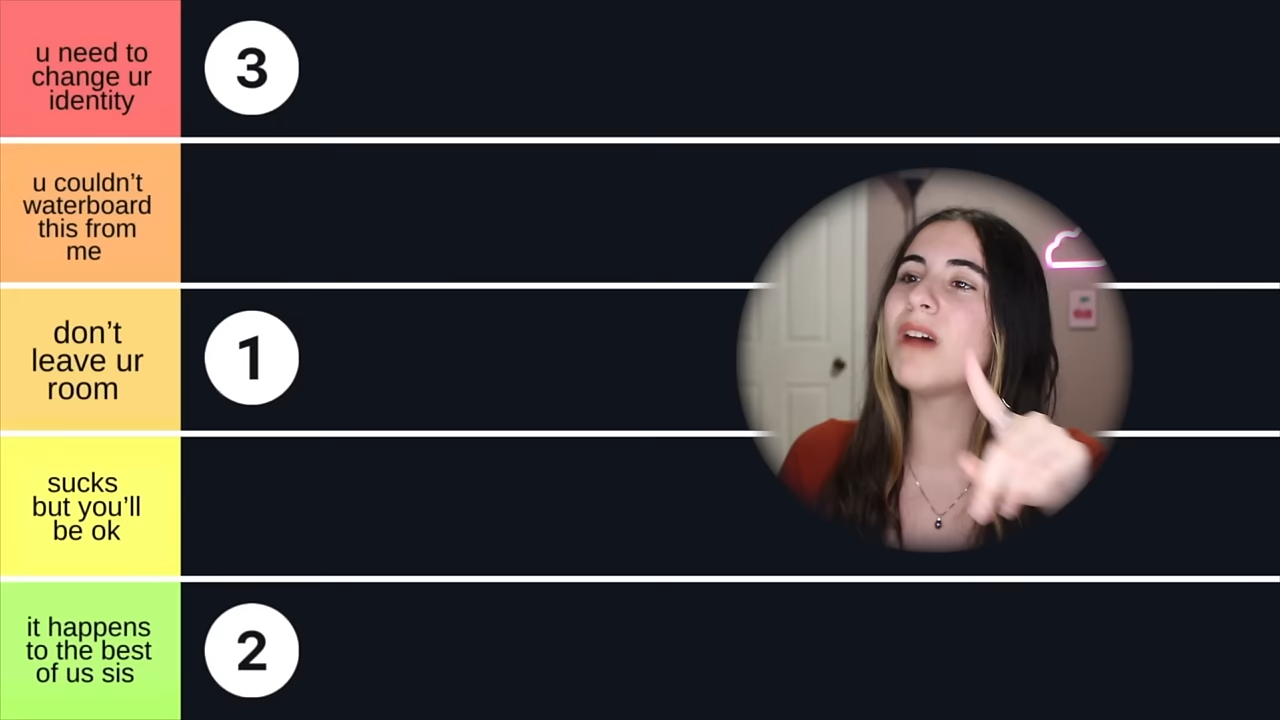 u need to
change ur
identity
3
u couldn't
waterboard
this from
me
don't
leave ur
room
1
sucks
but you'll
be ok
it happens
to the best
of us sis
2